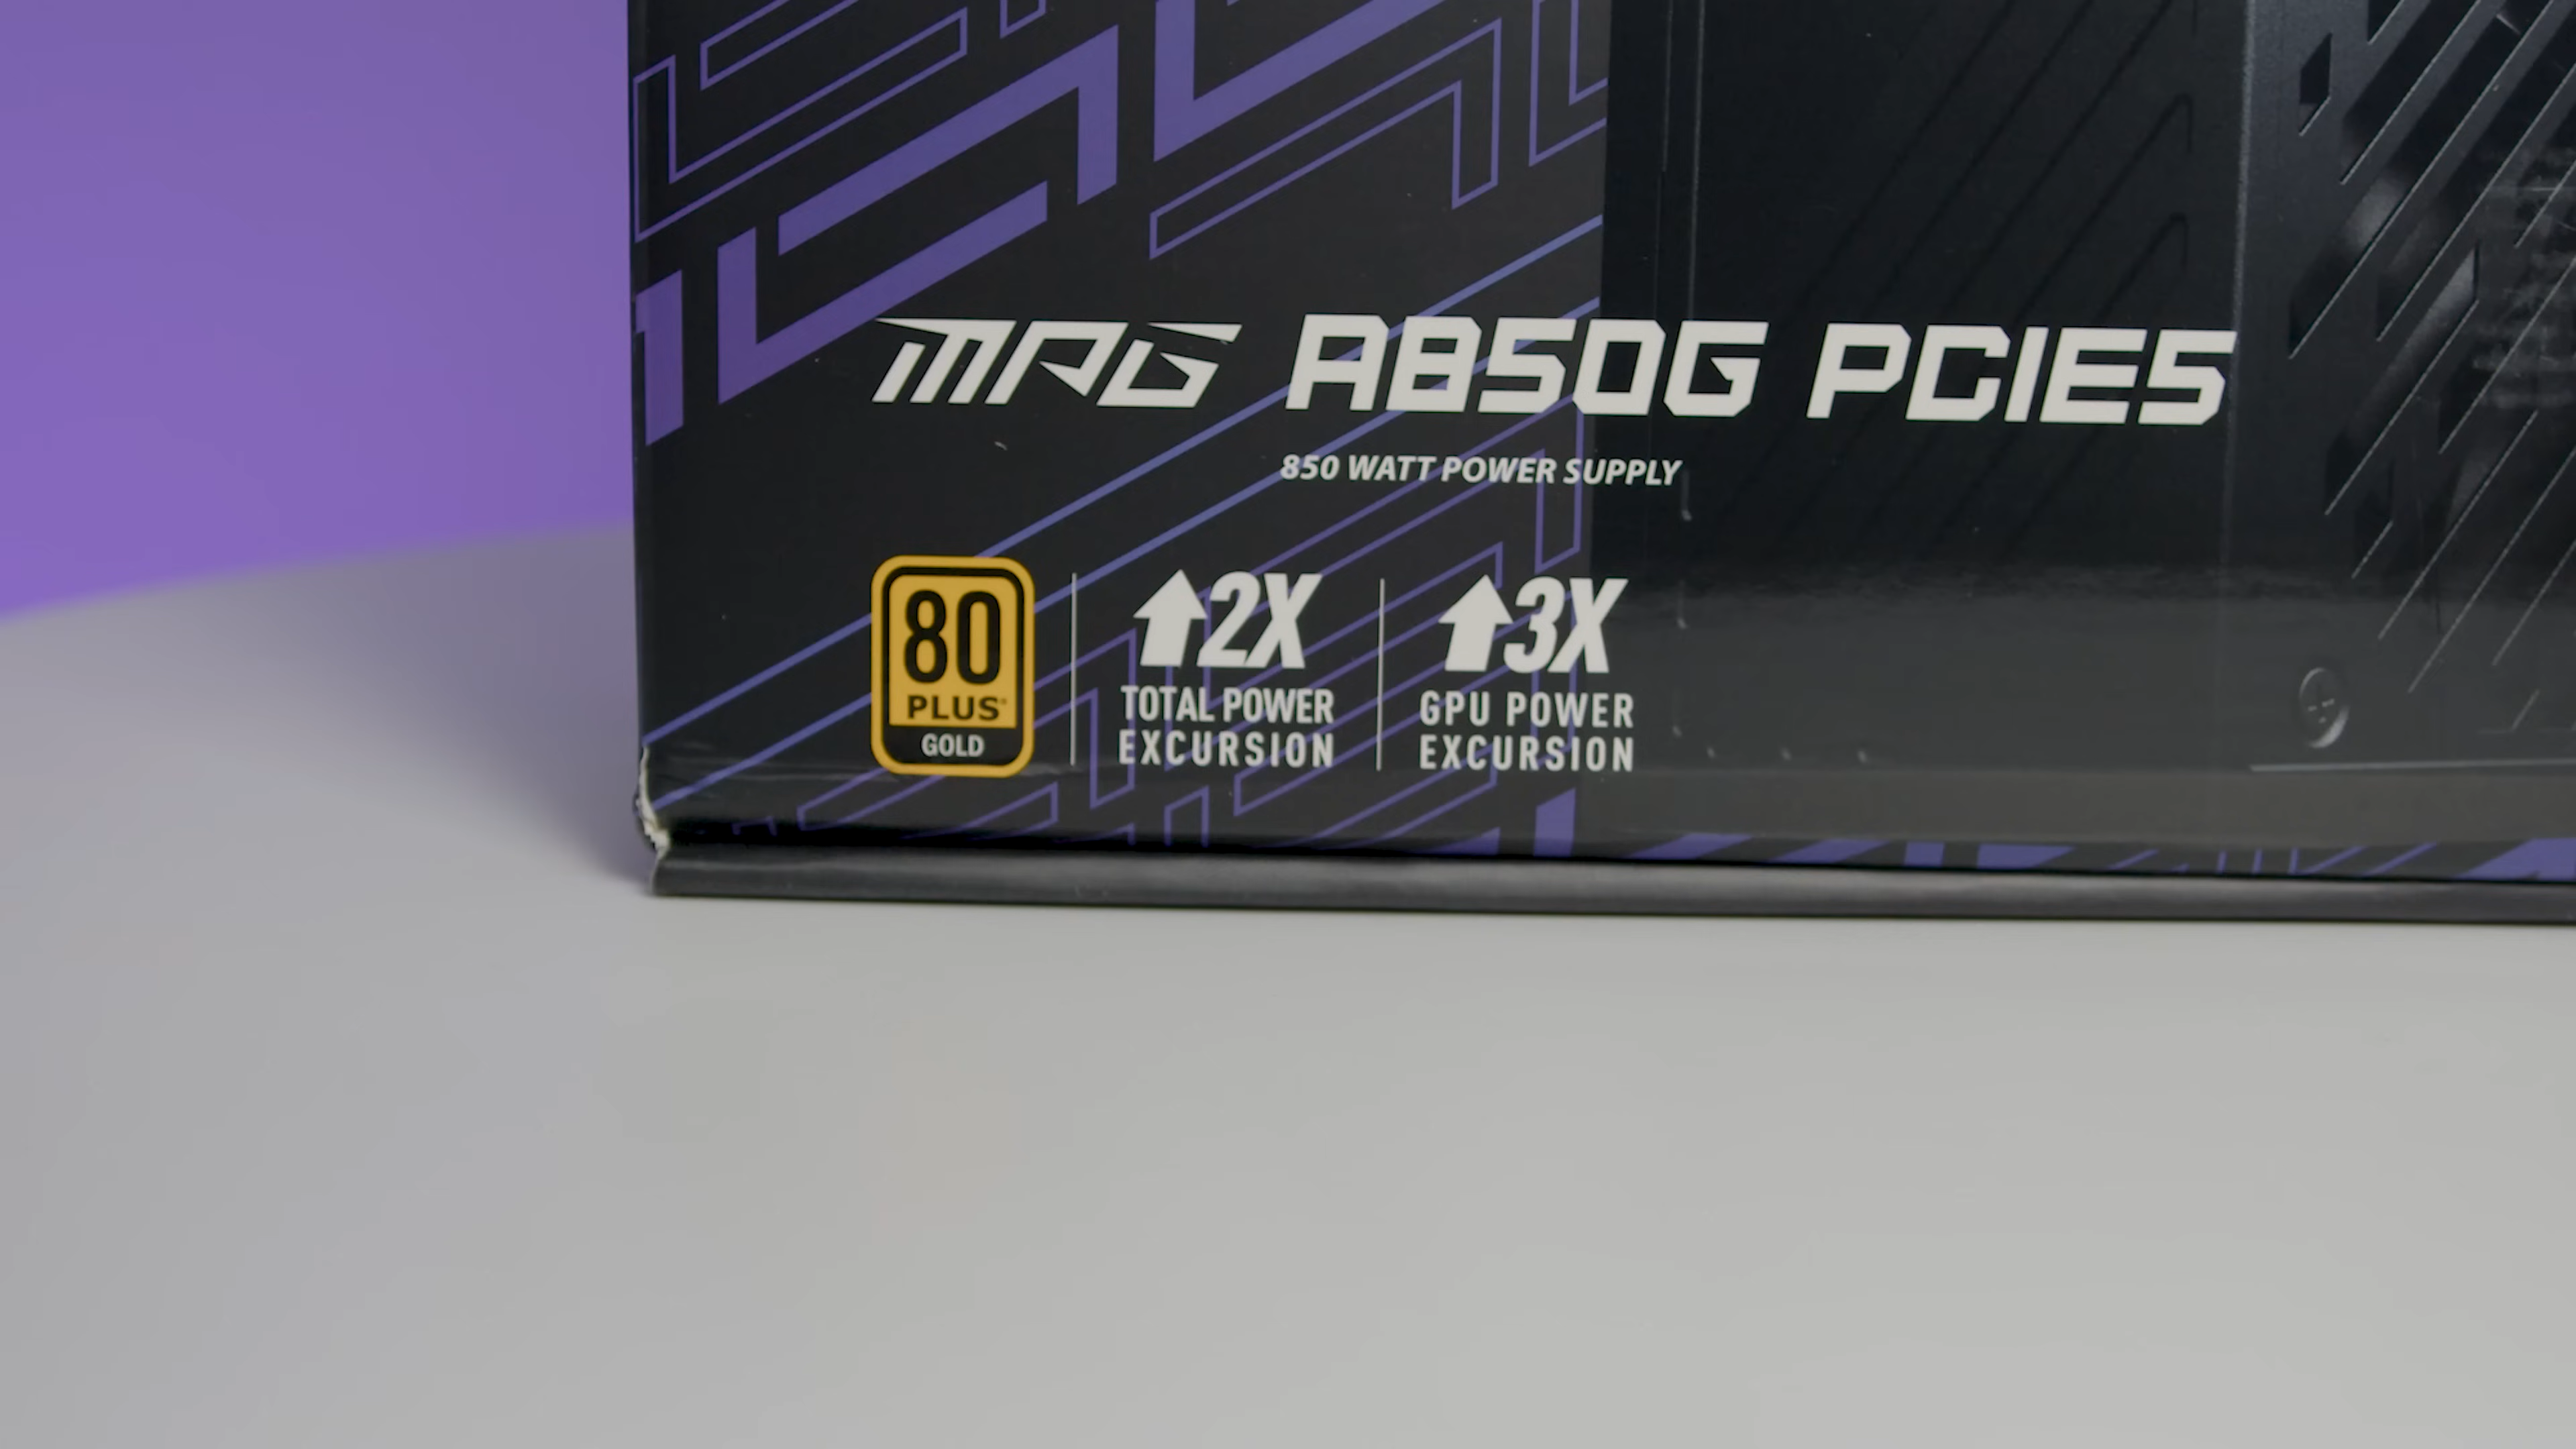 MPG A850G PCIE5
850 WATT POWER SUPPLY
80
PLUS
GOLD
2X
TOTAL POWER
EXCURSION
3X
GPU POWER
EXCURSION